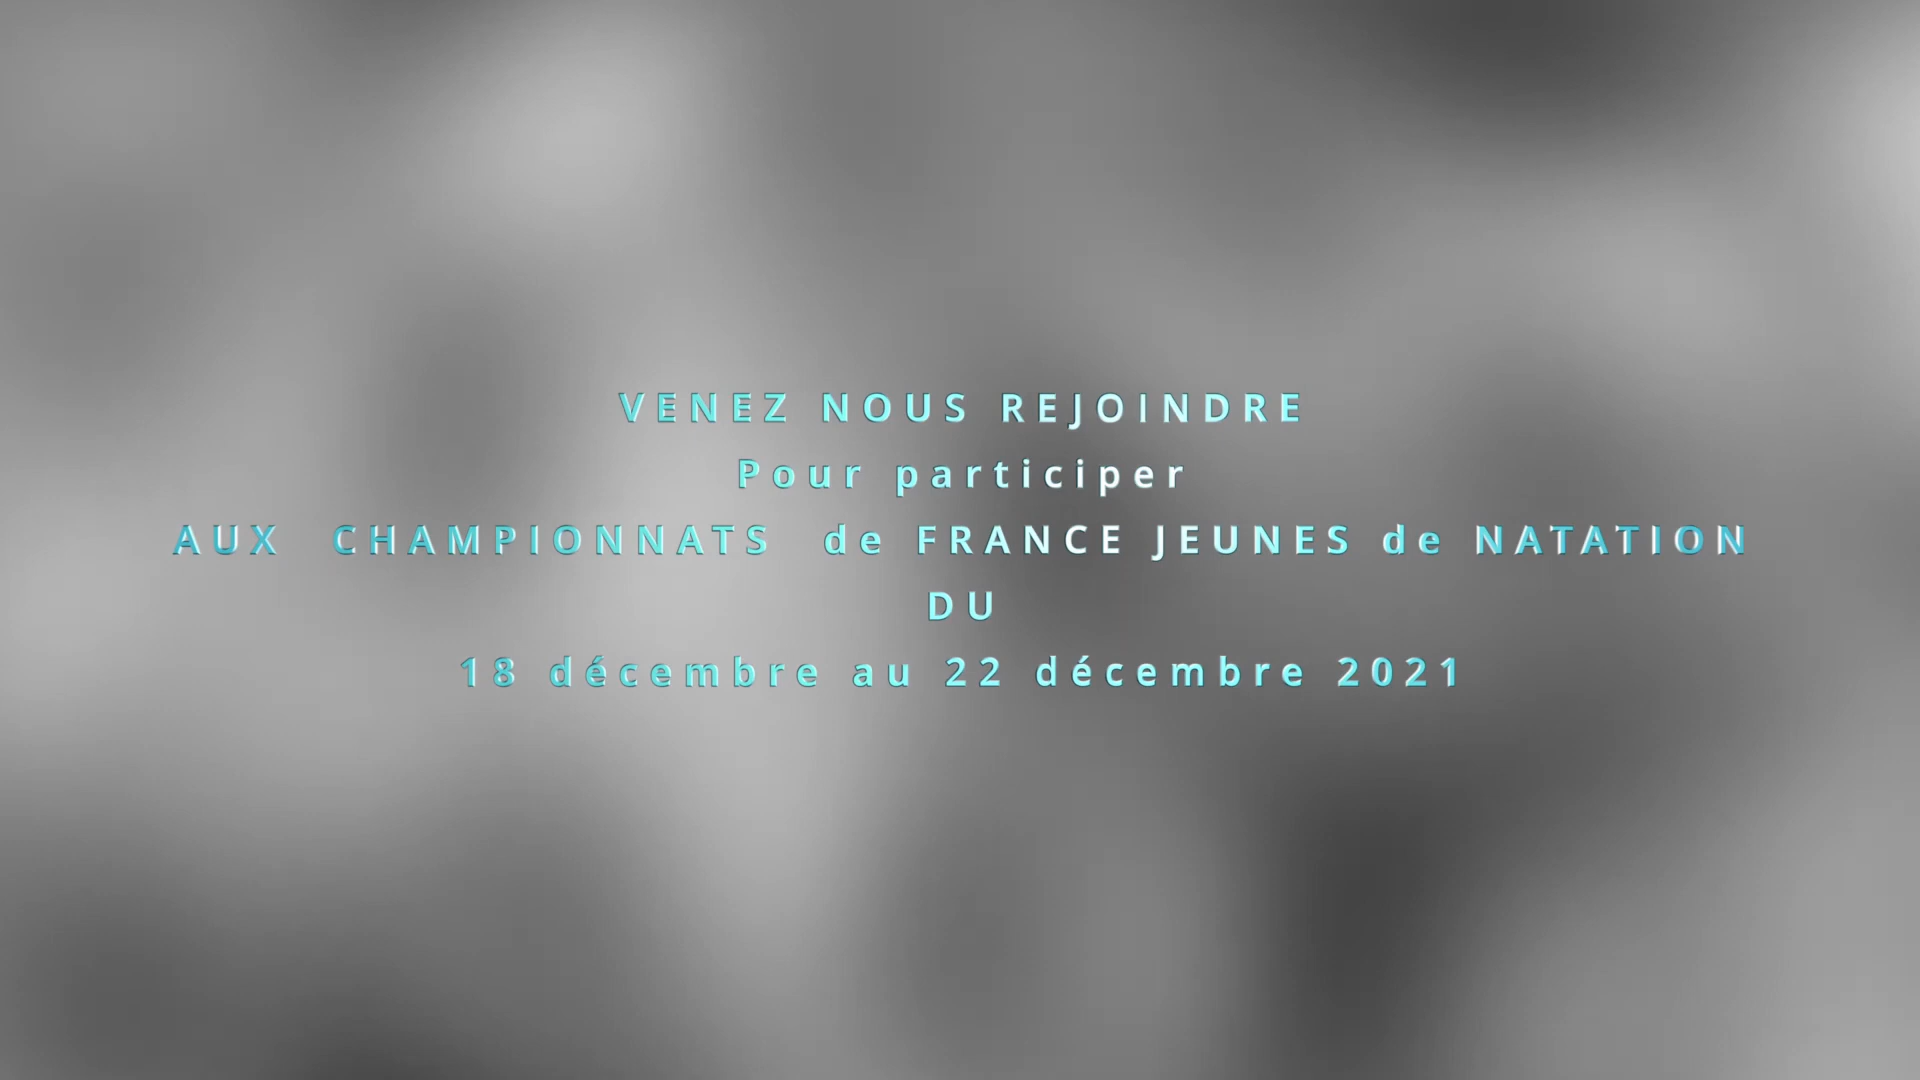 VENEZ NOUS REJOINDRE
Pour participer
AUX CHAMPIONNATS de FRANCE JEUNES de NATATION
DU
18 décembre au 22 décembre 2021